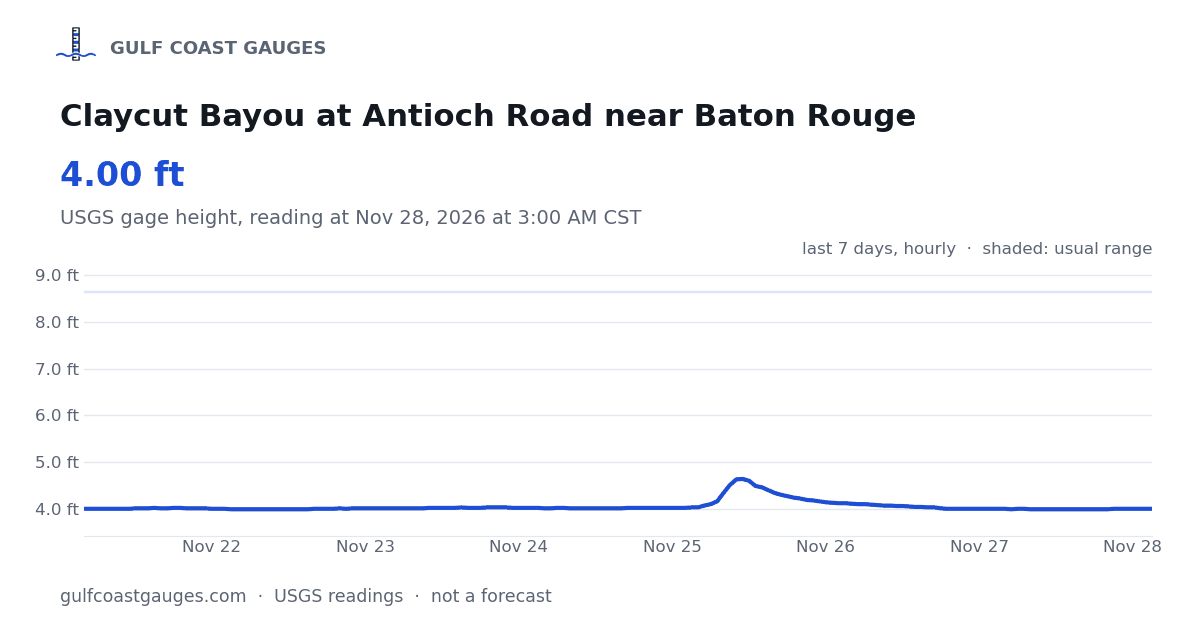 GULF COAST GAUGES
Claycut Bayou at Antioch Road near Baton Rouge
4.00 ft
USGS gage height, reading at Nov 28, 2026 at 3:00 AM CST
last 7 days, hourly · shaded: usual range
9.0 ft
8.0 ft
7.0 ft
6.0 ft
5.0 ft
4.0 ft
Nov 22 Nov 23 Nov 24 Nov 25 Nov 26 Nov 27 Nov 28
gulfcoastgauges.com · USGS readings · not a forecast